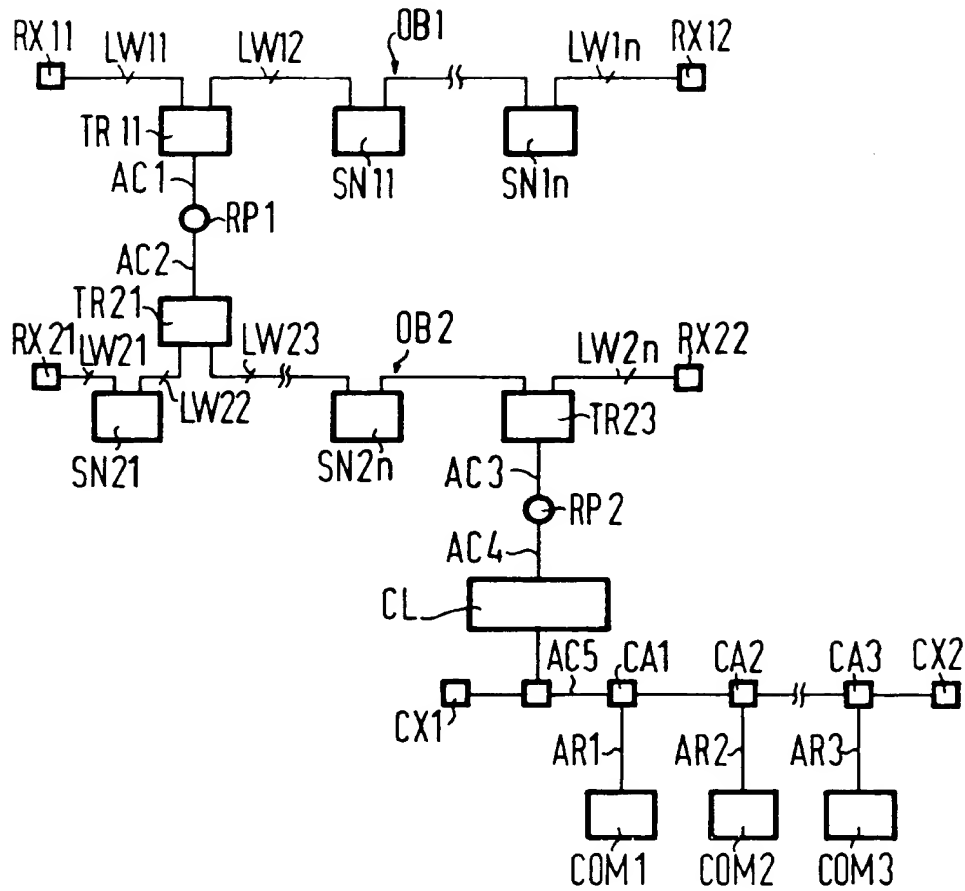 RX11 LW11 LW12 OB1 LW1n RX12
TR11 SN11 SN1n
AC1
RP1
AC2
TR21
RX21 LW21 LW23 OB2 LW2n RX22
LW22 TR23
SN21 SN2n
AC3
RP2
AC4
CL
AC5 CA1 CA2 CA3 CX2
CX1
AR1 AR2 AR3
COM1 COM2 COM3